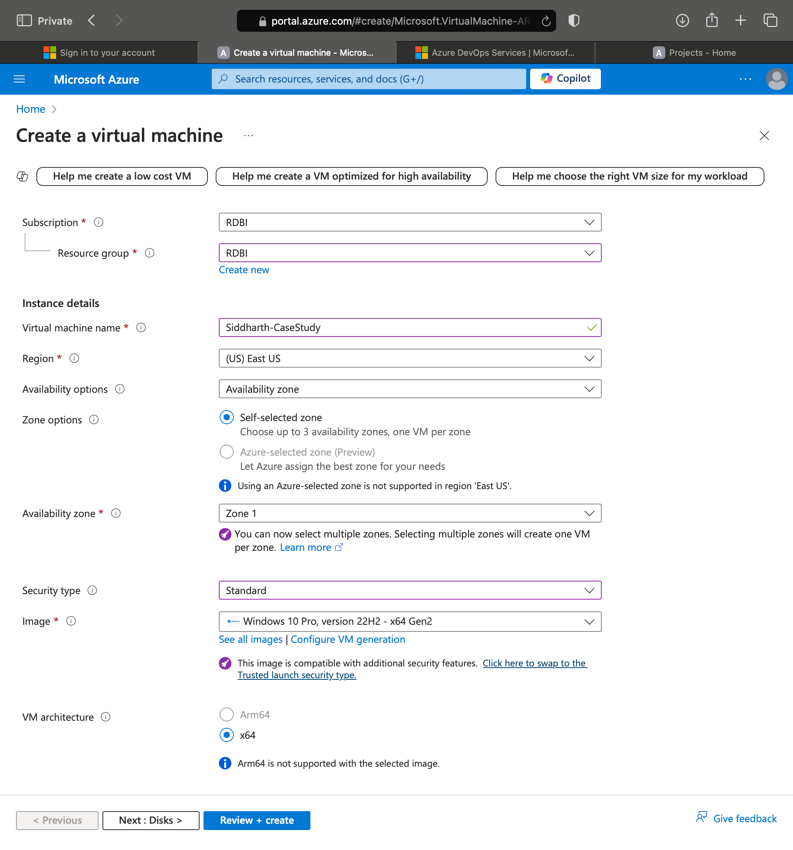 Private
portal.azure.com/#create/Microsoft.VirtualMachine-AR
Sign in to your account
A Create a virtual machine - Micros...
Azure DevOps Services | Microsof...
A Projects - Home
Microsoft Azure
Search resources, services, and docs (G+/)
Copilot
...
Home >
Create a virtual machine ...
Help me create a low cost VM
Help me create a VM optimized for high availability
Help me choose the right VM size for my workload
Subscription *
RDBI
Resource group *
RDBI
Create new
Instance details
Virtual machine name *
Siddharth-CaseStudy
Region *
(US) East US
Availability options
Availability zone
Zone options
Self-selected zone
Choose up to 3 availability zones, one VM per zone
Azure-selected zone (Preview)
Let Azure assign the best zone for your needs
Using an Azure-selected zone is not supported in region 'East US'.
Availability zone *
Zone 1
You can now select multiple zones. Selecting multiple zones will create one VM
per zone. Learn more
Security type
Standard
Image *
Windows 10 Pro, version 22H2 - x64 Gen2
See all images | Configure VM generation
This image is compatible with additional security features. Click here to swap to the
Trusted launch security type.
VM architecture
Arm64
x64
Arm64 is not supported with the selected image.
< Previous
Next : Disks >
Review + create
Give feedback